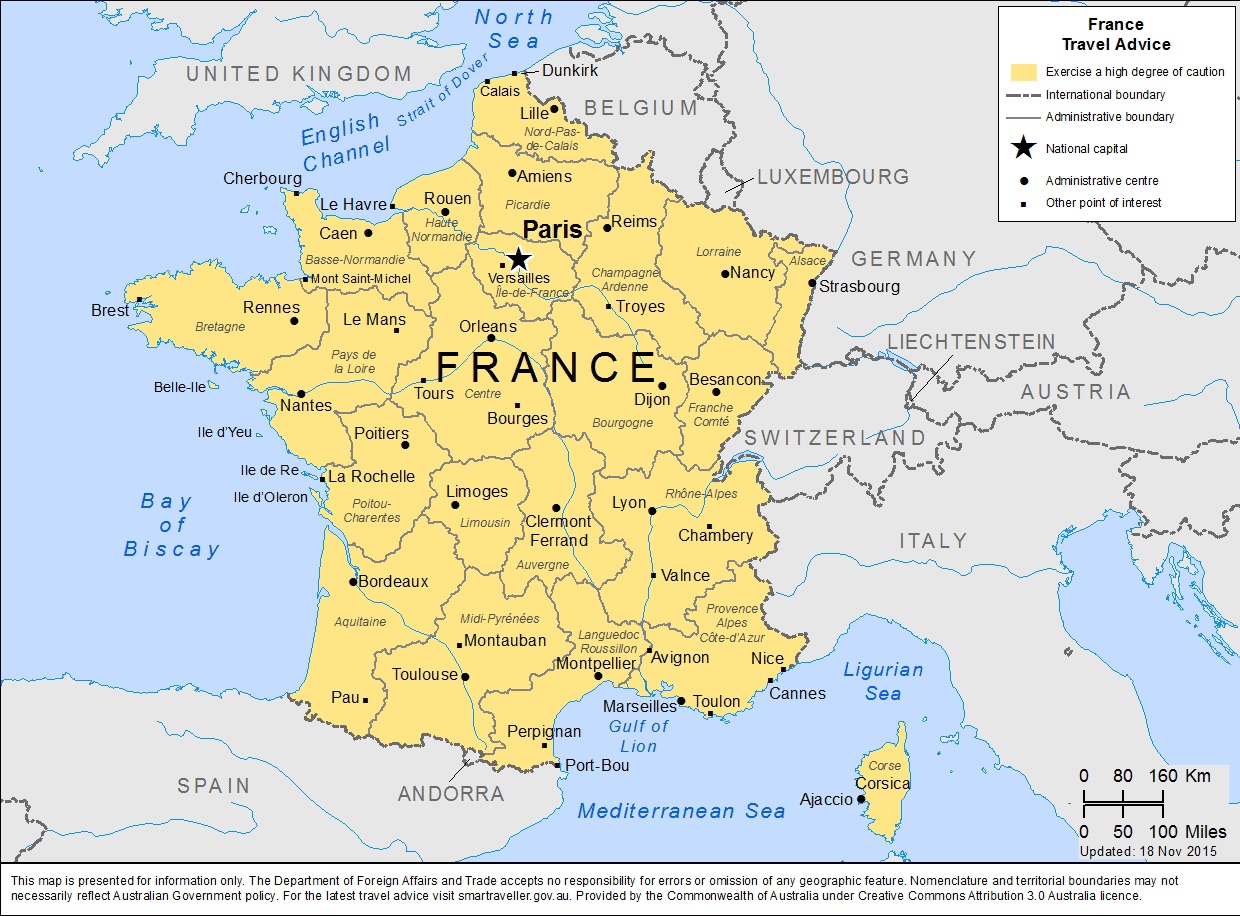 North
Sea
France
Travel Advice
Exercise a high degree of caution
International boundary
Administrative boundary
National capital
Administrative centre
Other point of interest
UNITED KINGDOM
Dunkirk
Calais
Strait of Dover
BELGIUM
Lille
English
Channel
Nord-Pas-
de-Calais
LUXEMBOURG
Cherbourg
Amiens
Le Havre
Rouen
Picardie
Reims
Paris
Caen
Haute
Normandie
Basse-Normandie
Lorraine
Alsace
GERMANY
Mont Saint-Michel
Versailles
Île-de-France
Champagne
Ardenne
Nancy
Strasbourg
Brest
Rennes
Bretagne
Le Mans
Troyes
Orleans
LIECHTENSTEIN
Pays de
la Loire
FRANCE
Belle-Ile
Tours
Centre
Besancon
Dijon
AUSTRIA
Nantes
Bourges
Bourgogne
Franche
Comté
Ile d'Yeu
Poitiers
SWITZERLAND
Ile de Re
La Rochelle
Ile d'Oleron
Limoges
Lyon
Rhône-Alpes
Bay
of
Biscay
Poitou-
Charentes
Limousin
Clermont
Ferrand
Chambery
ITALY
Auvergne
Bordeaux
Valnce
Aquitaine
Midi-Pyrénées
Provence
Alpes
Côte-d'Azur
Montauban
Languedoc
Roussillon
Montpellier
Avignon
Nice
Toulouse
Ligurian
Sea
Pau
Marseilles
Toulon
Cannes
Gulf of
Lion
Perpignan
Port-Bou
SPAIN
ANDORRA
Corse
Corsica
Ajaccio
Mediterranean Sea
0 80 160 Km
0 50 100 Miles
Updated: 18 Nov 2015
This map is presented for information only. The Department of Foreign Affairs and Trade accepts no responsibility for errors or omission of any geographic feature. Nomenclature and territorial boundaries may not
necessarily reflect Australian Government policy. For the latest travel advice visit smartraveller.gov.au. Provided by the Commonwealth of Australia under Creative Commons Attribution 3.0 Australia licence.